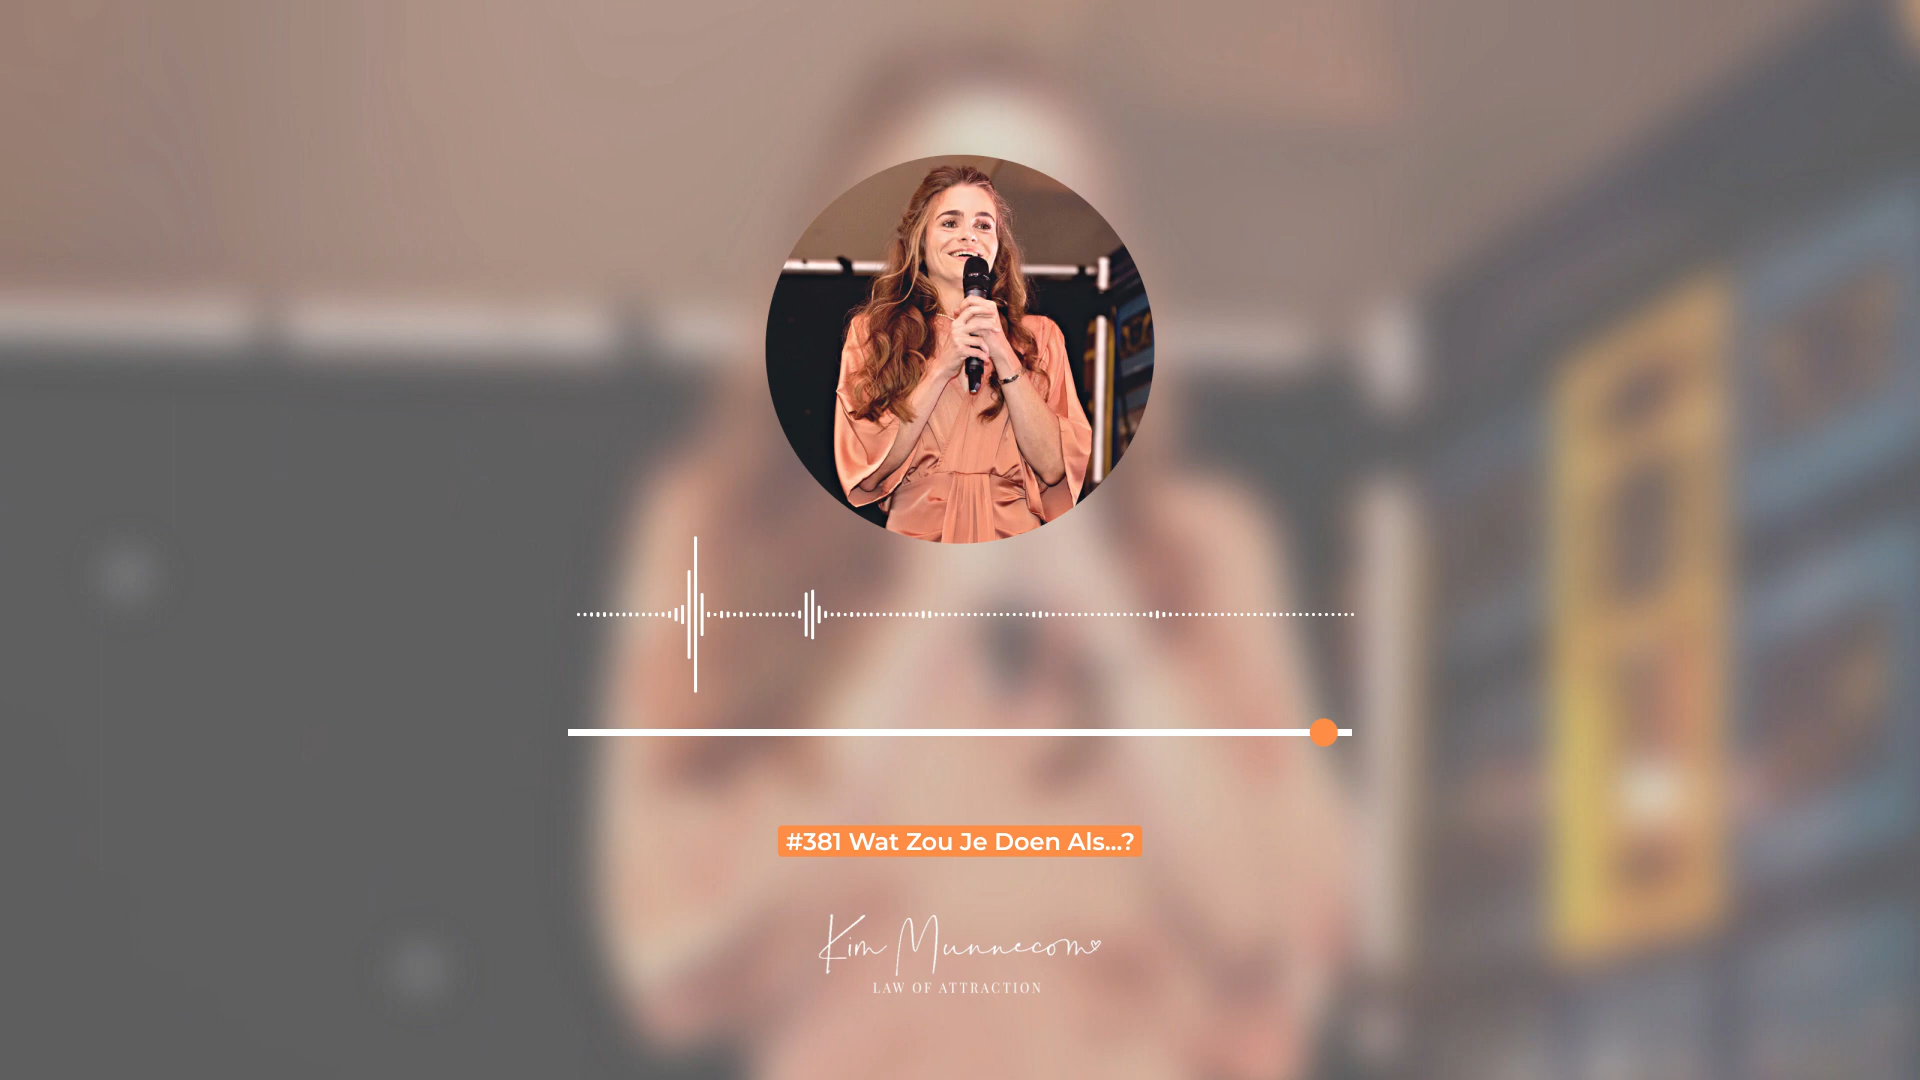 #381 Wat Zou Je Doen Als...?
Kim Munnecom
LAW OF ATTRACTION